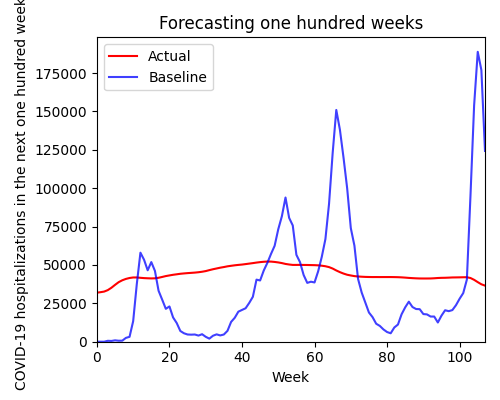 Forecasting one hundred weeks
Actual
Baseline
COVID-19 hospitalizations in the next one hundred week
175000
150000
125000
100000
75000
50000
25000
0
0 20 40 60 80 100
Week